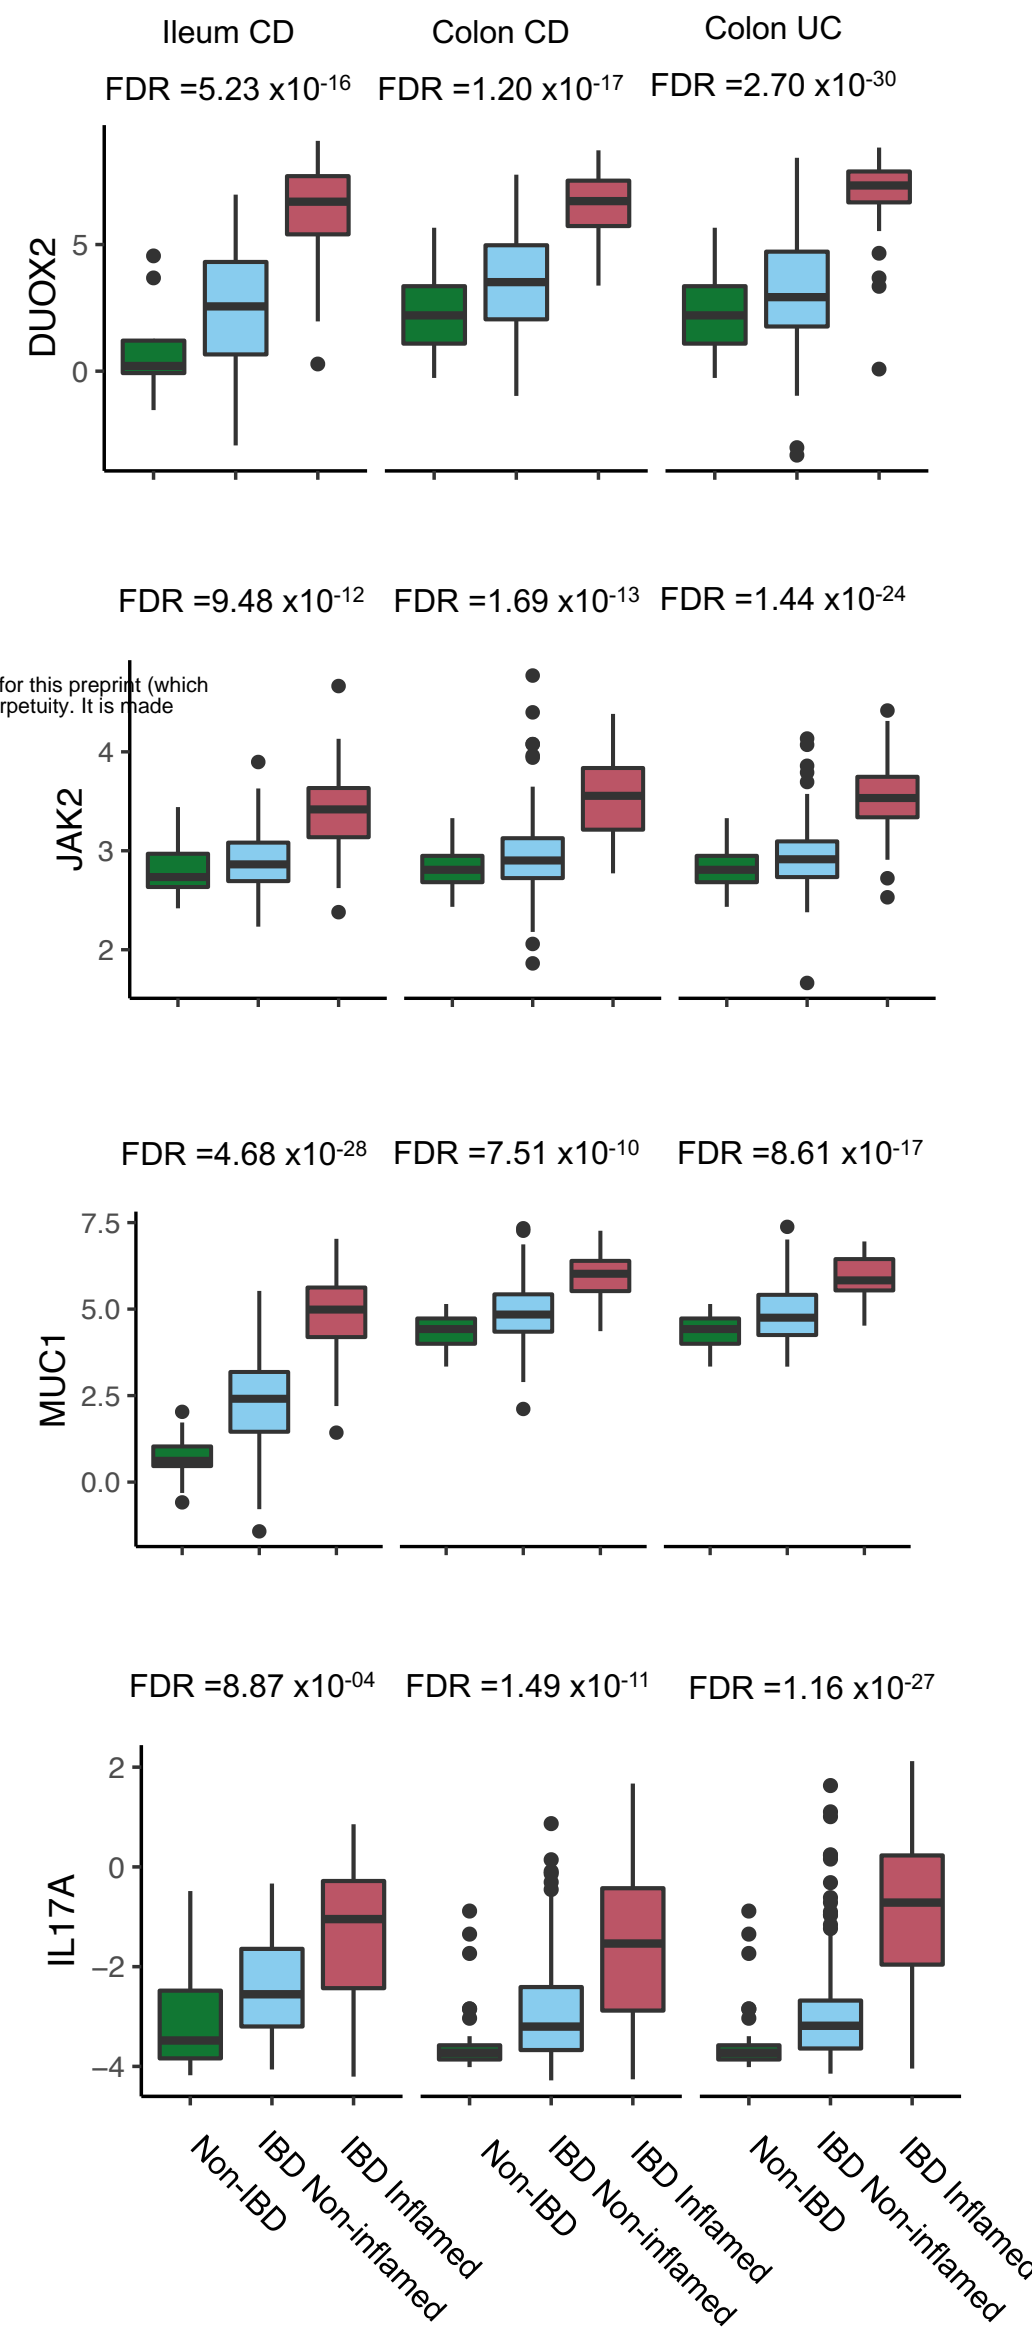 Ileum CD
Colon CD
Colon UC
FDR =5.23 x10-16
FDR =1.20 x10-17
FDR =2.70 x10-30
DUOX2
5
0
FDR =9.48 x10-12
FDR =1.69 x10-13
FDR =1.44 x10-24
for this preprint (which
rpetuity. It is made
JAK2
4
3
2
FDR =4.68 x10-28
FDR =7.51 x10-10
FDR =8.61 x10-17
MUC1
7.5
5.0
2.5
0.0
FDR =8.87 x10-04
FDR =1.49 x10-11
FDR =1.16 x10-27
IL17A
2
0
−2
−4
Non-IBD
IBD Non-inflamed
IBD Inflamed
Non-IBD
IBD Non-inflamed
IBD Inflamed
Non-IBD
IBD Non-inflamed
IBD Inflamed